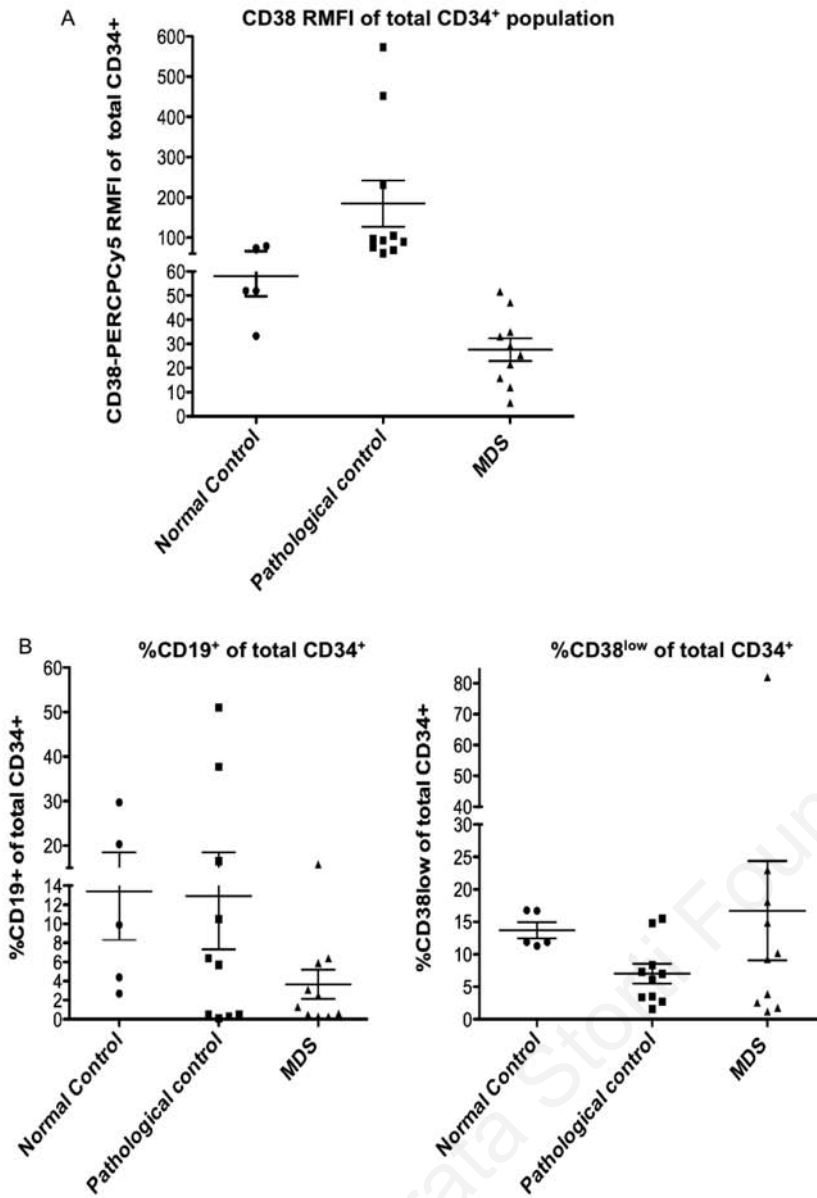 A
CD38 RMFI of total CD34⁺ population
CD38-PERCPCy5 RMFI of total CD34+
600
500
400
300
200
100
60
50
40
30
20
10
0
Normal Control
Pathological control
MDS
B
%CD19⁺ of total CD34⁺
%CD19+ of total CD34+
60
50
40
30
20
14
12
10
8
6
4
2
0
Normal Control
Pathological control
MDS
%CD38ˡᵒʷ of total CD34⁺
%CD38low of total CD34+
80
70
60
50
40
30
25
20
15
10
5
0
Normal Control
Pathological control
MDS
rata Storti Foun